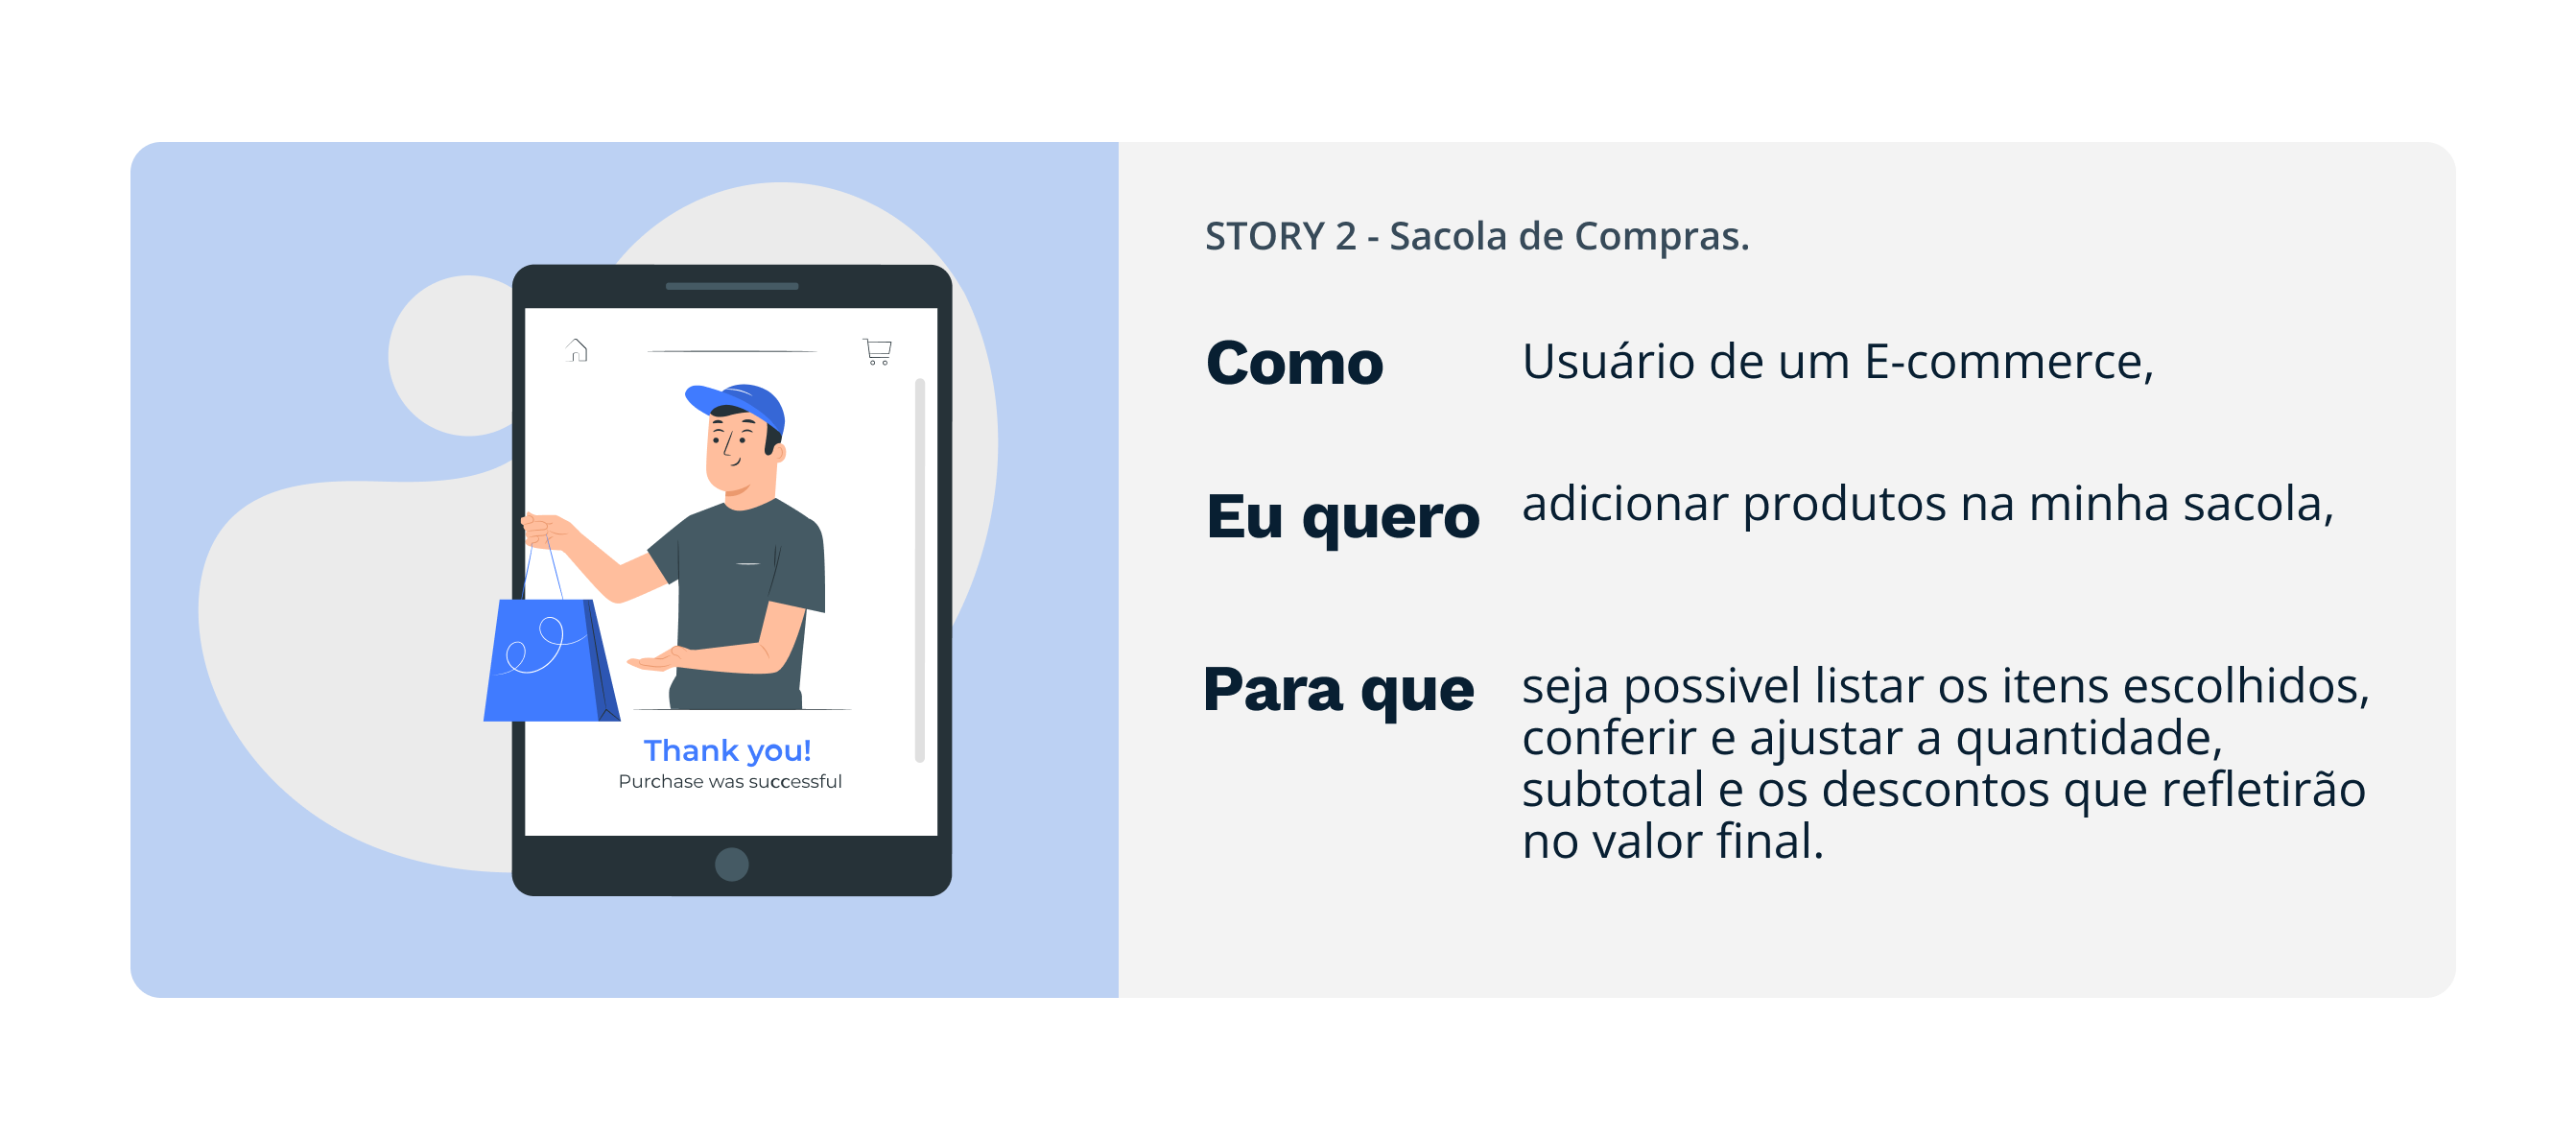 STORY 2 - Sacola de Compras.
Como
Usuário de um E-commerce,
Eu quero
adicionar produtos na minha sacola,
Para que
seja possivel listar os itens escolhidos,
conferir e ajustar a quantidade,
subtotal e os descontos que refletirão
no valor final.
Thank you!
Purchase was successful